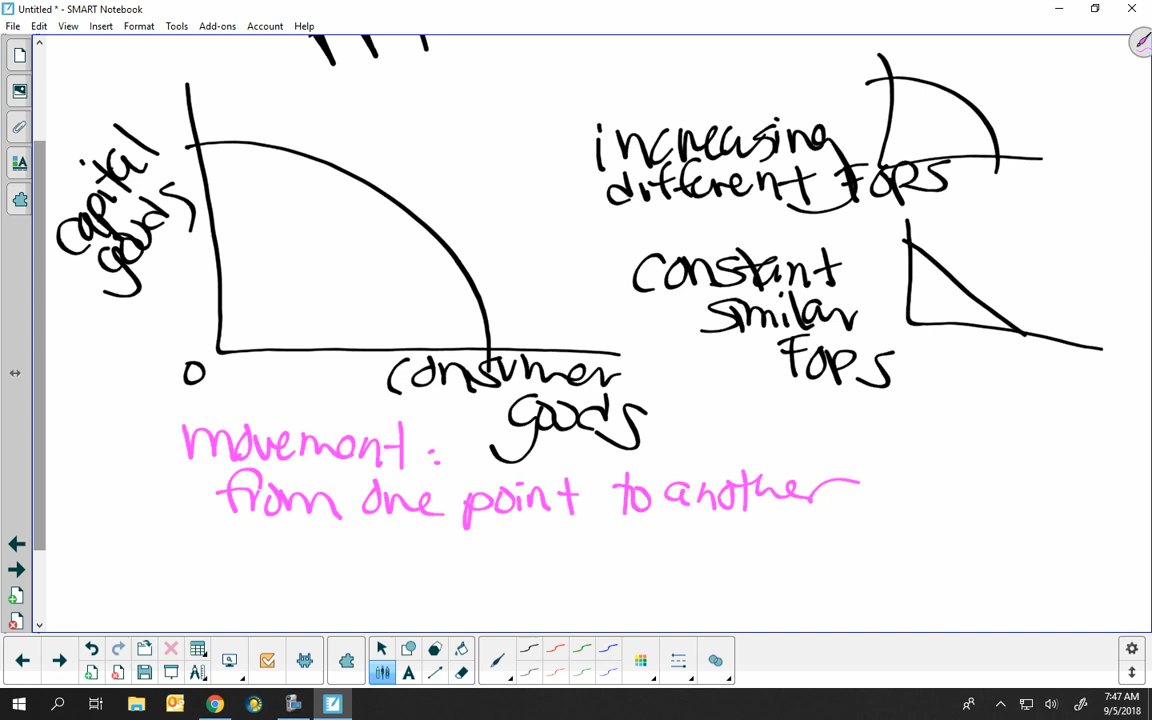 Untitled * - SMART Notebook
File Edit View Insert Format Tools Add-ons Account Help
capital
goods
0
consumer
goods
increasing
different FOPS
constant
similar
FOPS
movement:
from one point to another
7:47 AM
9/5/2018